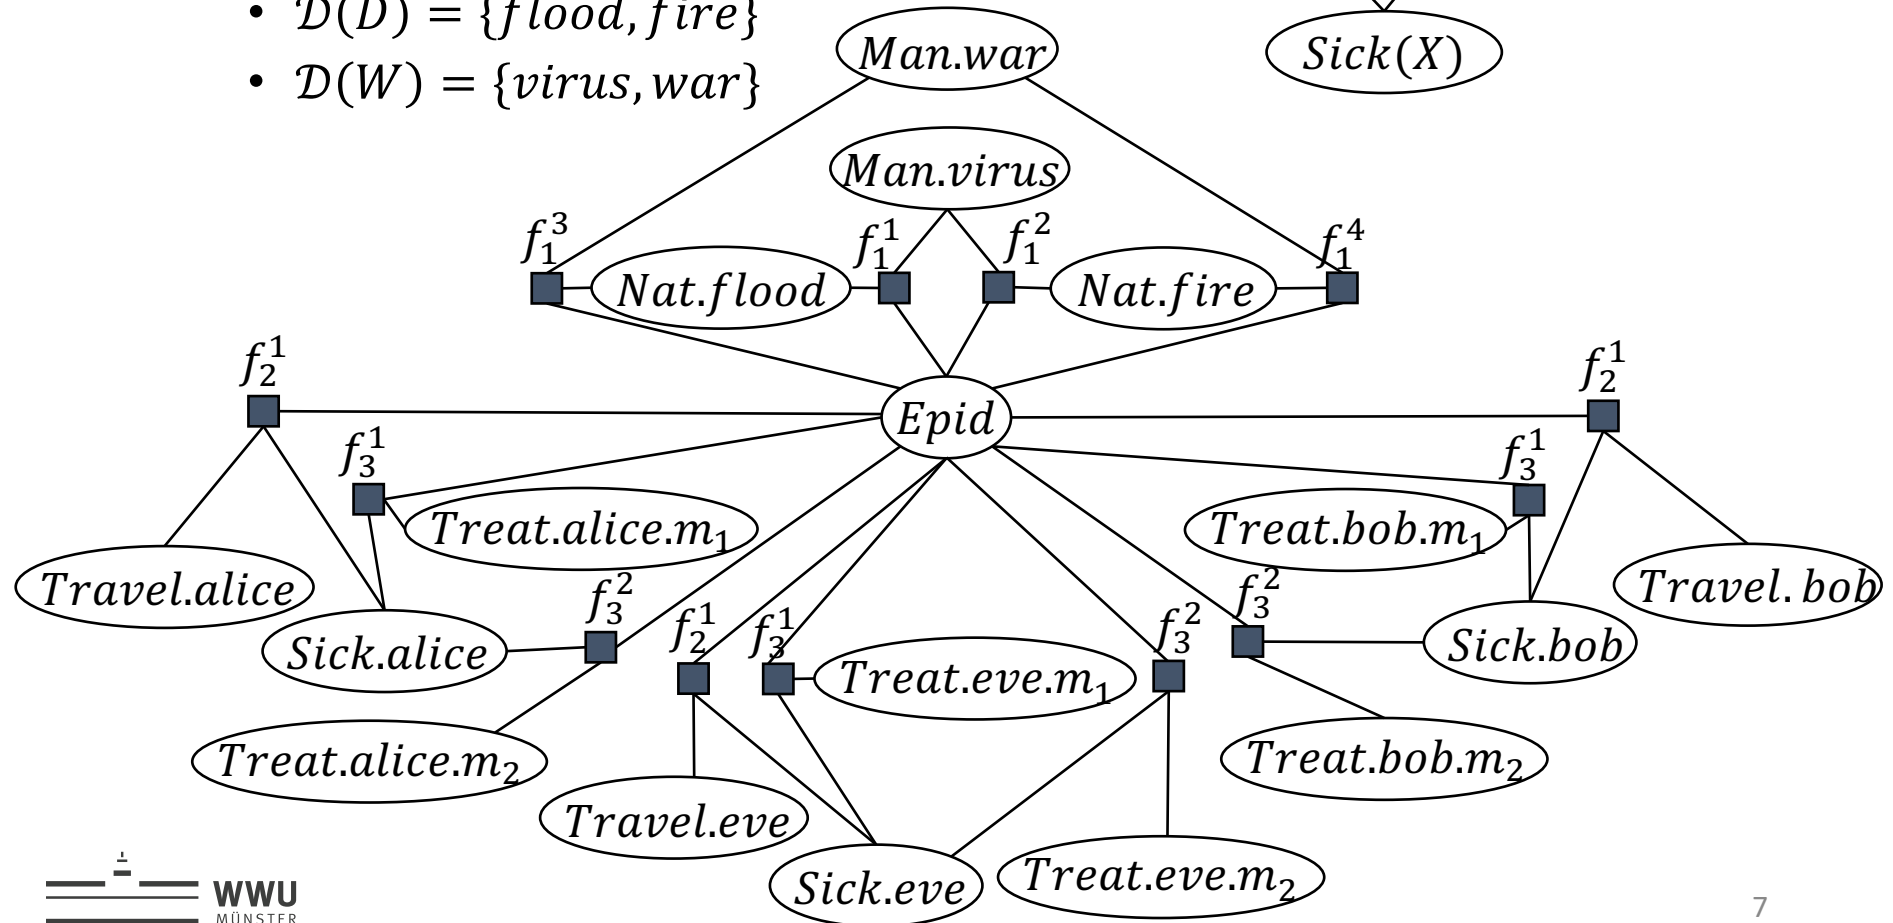 • 𝒟(D) = {flood, fire}
• 𝒟(W) = {virus, war}
Man.war
Sick(X)
Man.virus
f₁³
f₁¹
f₁²
f₁⁴
Nat.flood
Nat.fire
f₂¹
f₂¹
Epid
f₃¹
f₃¹
Treat.alice.m₁
Treat.bob.m₁
Travel.alice
Travel.bob
f₃²
f₂¹
f₃¹
f₃²
f₃²
Sick.alice
Treat.eve.m₁
Sick.bob
Treat.alice.m₂
Treat.bob.m₂
Travel.eve
Sick.eve
Treat.eve.m₂
WWU
MÜNSTER
7